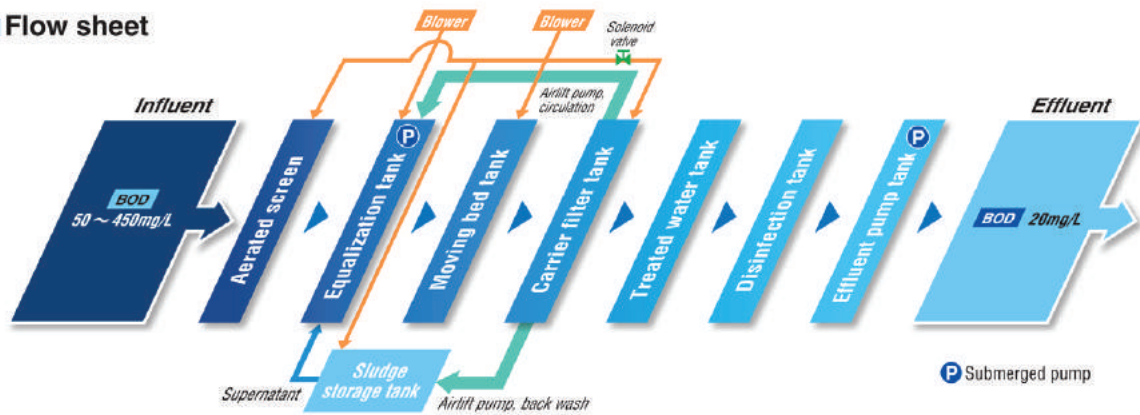 Flow sheet
Blower
Blower
Solenoid
valve
Influent
Airlift pump,
circulation
Effluent
BOD
50 ~ 450mg/L
Aerated screen
Equalization tank
P
Moving bed tank
Carrier filter tank
Treated water tank
Disinfection tank
Effluent pump tank
P
BOD 20mg/L
Supernatant
Sludge
storage tank
Airlift pump, back wash
P Submerged pump